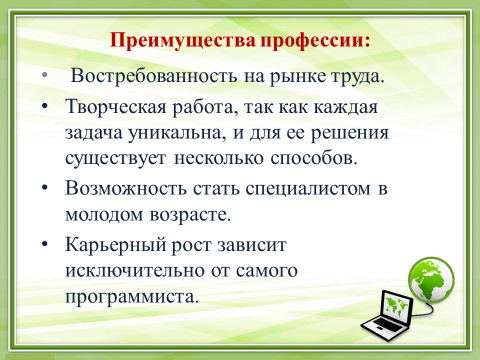 Преимущества профессии:
• Востребованность на рынке труда.
• Творческая работа, так как каждая
задача уникальна, и для ее решения
существует несколько способов.
• Возможность стать специалистом в
молодом возрасте.
• Карьерный рост зависит
исключительно от самого
программиста.